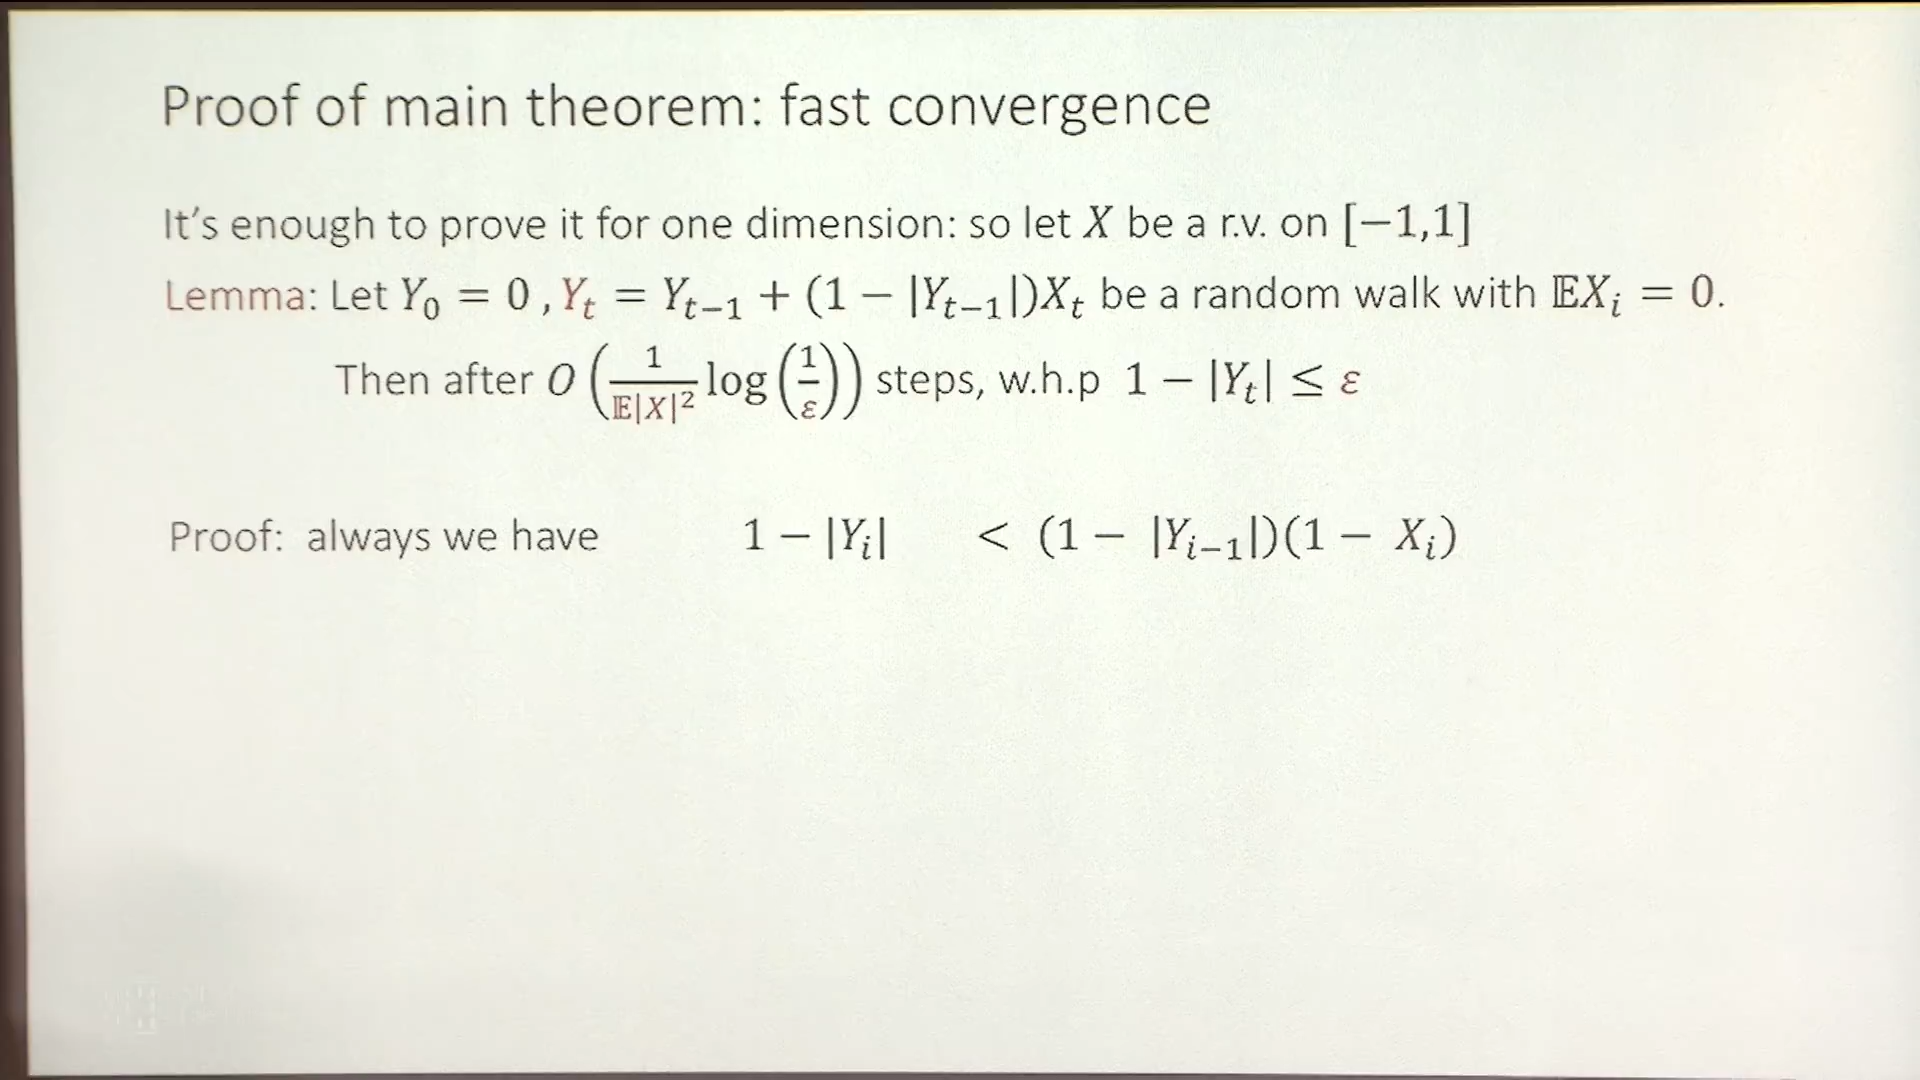 Proof of main theorem: fast convergence
It's enough to prove it for one dimension: so let X be a r.v. on [−1,1]
Lemma: Let Y₀ = 0 , Yₜ = Yₜ₋₁ + (1 − |Yₜ₋₁|)Xₜ be a random walk with 𝔼Xᵢ = 0.
Then after O(1/𝔼|X|² log(1/ε)) steps, w.h.p 1 − |Yₜ| ≤ ε
Proof: always we have 1 − |Yᵢ| < (1 − |Yᵢ₋₁|)(1 − Xᵢ)